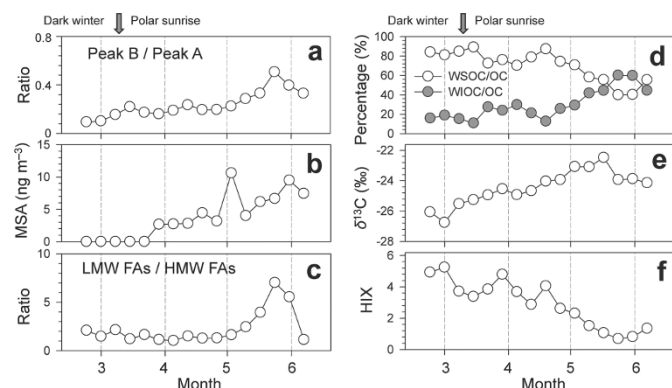 Dark winter Polar sunrise
0.8
0.4
0.0
Ratio
Peak B / Peak A
a
15
10
5
0
MSA (ng m⁻³)
b
10
5
0
Ratio
LMW FAs / HMW FAs
c
3 4 5 6
Month
Dark winter Polar sunrise
100
80
60
40
20
0
Percentage (%)
WSOC/OC
WIOC/OC
d
-22
-24
-26
-28
δ¹³C (‰)
e
6
4
2
0
HIX
f
3 4 5 6
Month